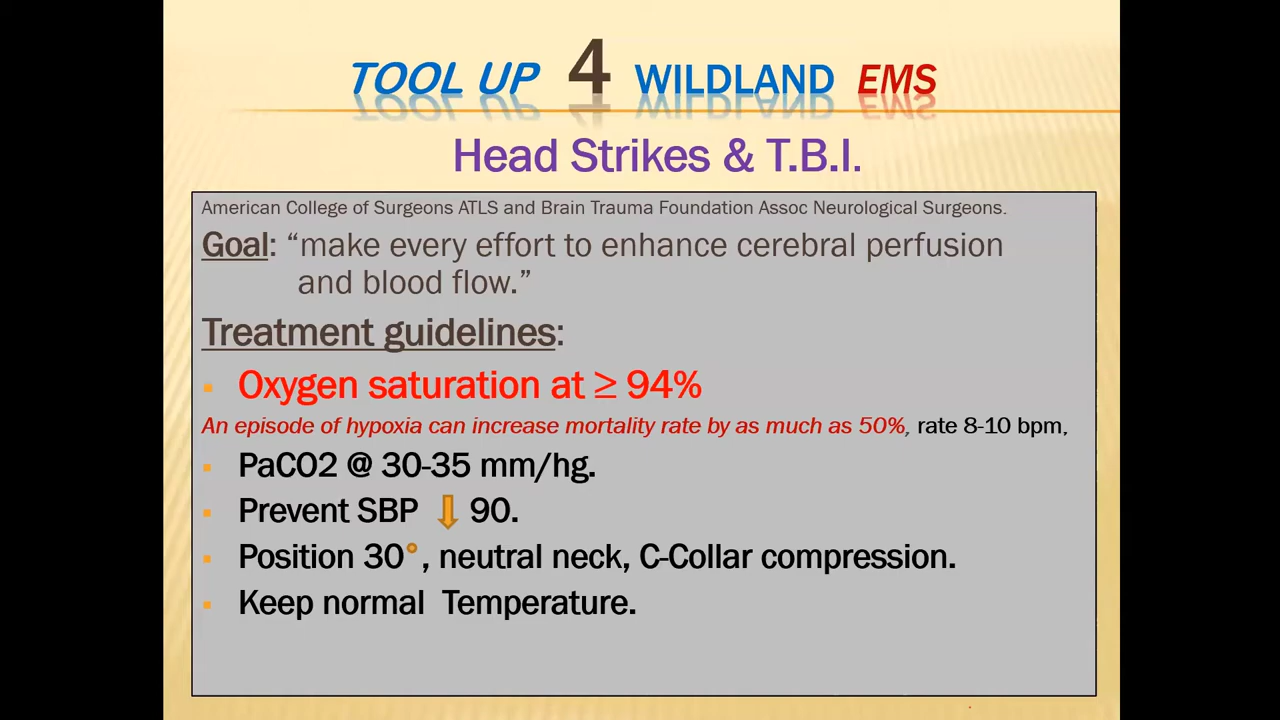 TOOL UP 4 WILDLAND EMS
Head Strikes & T.B.I.
American College of Surgeons ATLS and Brain Trauma Foundation Assoc Neurological Surgeons.
Goal: “make every effort to enhance cerebral perfusion
and blood flow.”
Treatment guidelines:
▪ Oxygen saturation at ≥ 94%
An episode of hypoxia can increase mortality rate by as much as 50%, rate 8-10 bpm,
▪ PaCO2 @ 30-35 mm/hg.
▪ Prevent SBP ⬇ 90.
▪ Position 30°, neutral neck, C-Collar compression.
▪ Keep normal Temperature.